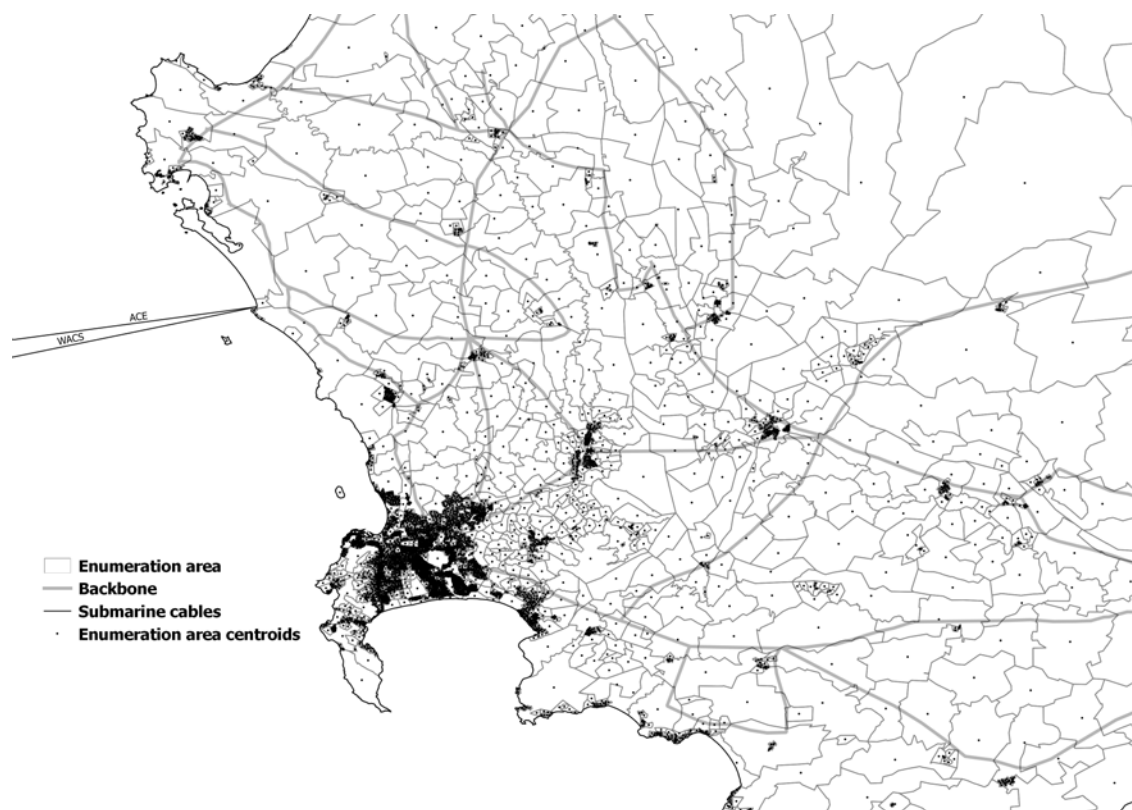 ACE
WACS
Enumeration area
Backbone
Submarine cables
Enumeration area centroids